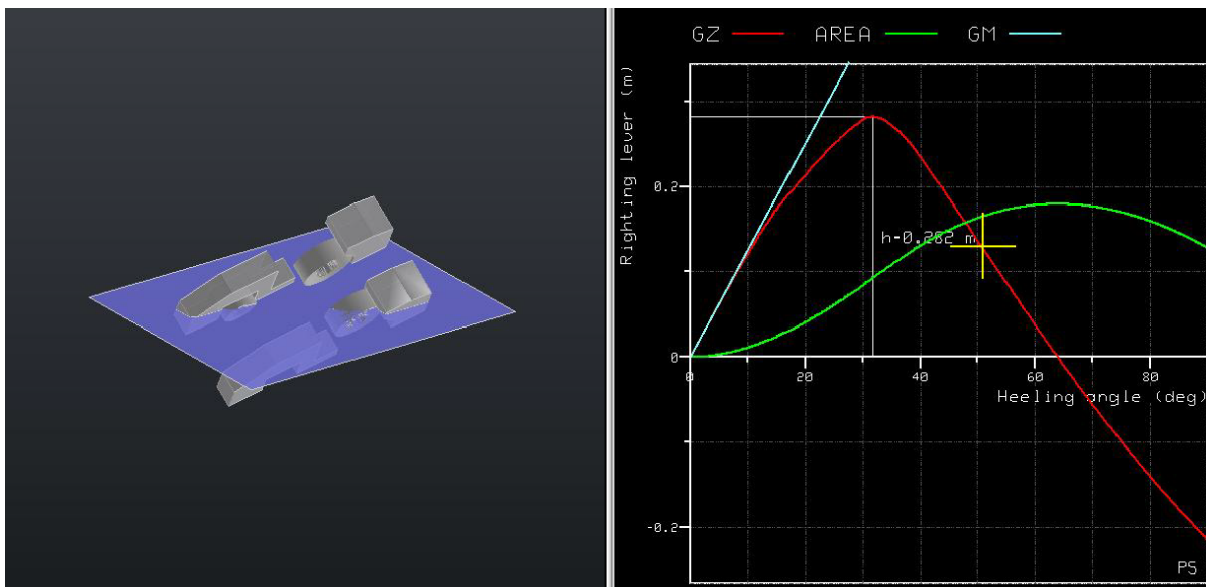 GZ AREA GM
Righting lever (m)
0.2
h-0.282 m
0
0 20 40 60 80
Heeling angle (deg)
-0.2
PS